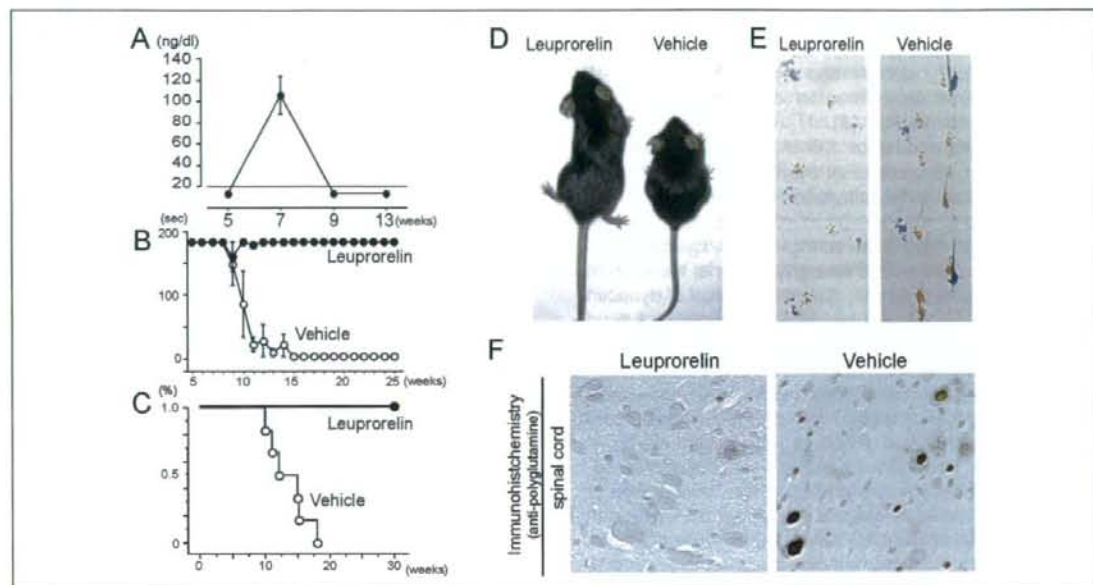 A
(ng/dl)
140
120
100
80
60
40
20
5 7 9 13 (weeks)
B
(sec)
200
100
0
Leuprorelin
Vehicle
5 10 15 20 25 (weeks)
C
(%)
1.0
0.5
0
Leuprorelin
Vehicle
0 10 20 30 (weeks)
D
Leuprorelin Vehicle
E
Leuprorelin Vehicle
F
Leuprorelin Vehicle
Immunohistchemistry
(anti-polyglutamine)
spinal cord